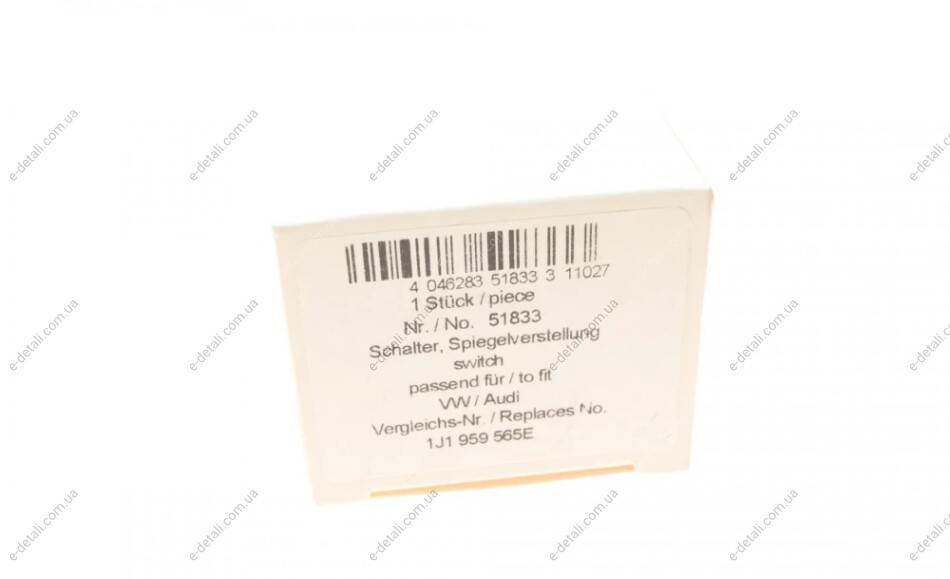 4 046283 51833 3 11027
1 Stück / piece
Nr. / No. 51833
Schalter, Spiegelverstellung
switch
passend für / to fit
VW / Audi
Vergleichs-Nr. / Replaces No.
1J1 959 565E
e-detali.com.ua